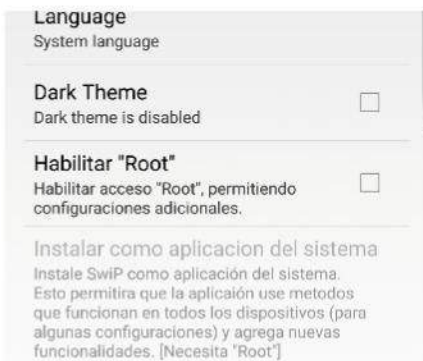 Language
System language
Dark Theme
Dark theme is disabled
Habilitar "Root"
Habilitar acceso "Root", permitiendo
configuraciones adicionales.
Instalar como aplicacion del sistema
Instale SwiP como aplicación del sistema.
Esto permitira que la aplicaión use metodos
que funcionan en todos los dispositivos (para
algunas configuraciones) y agrega nuevas
funcionalidades. [Necesita "Root"]